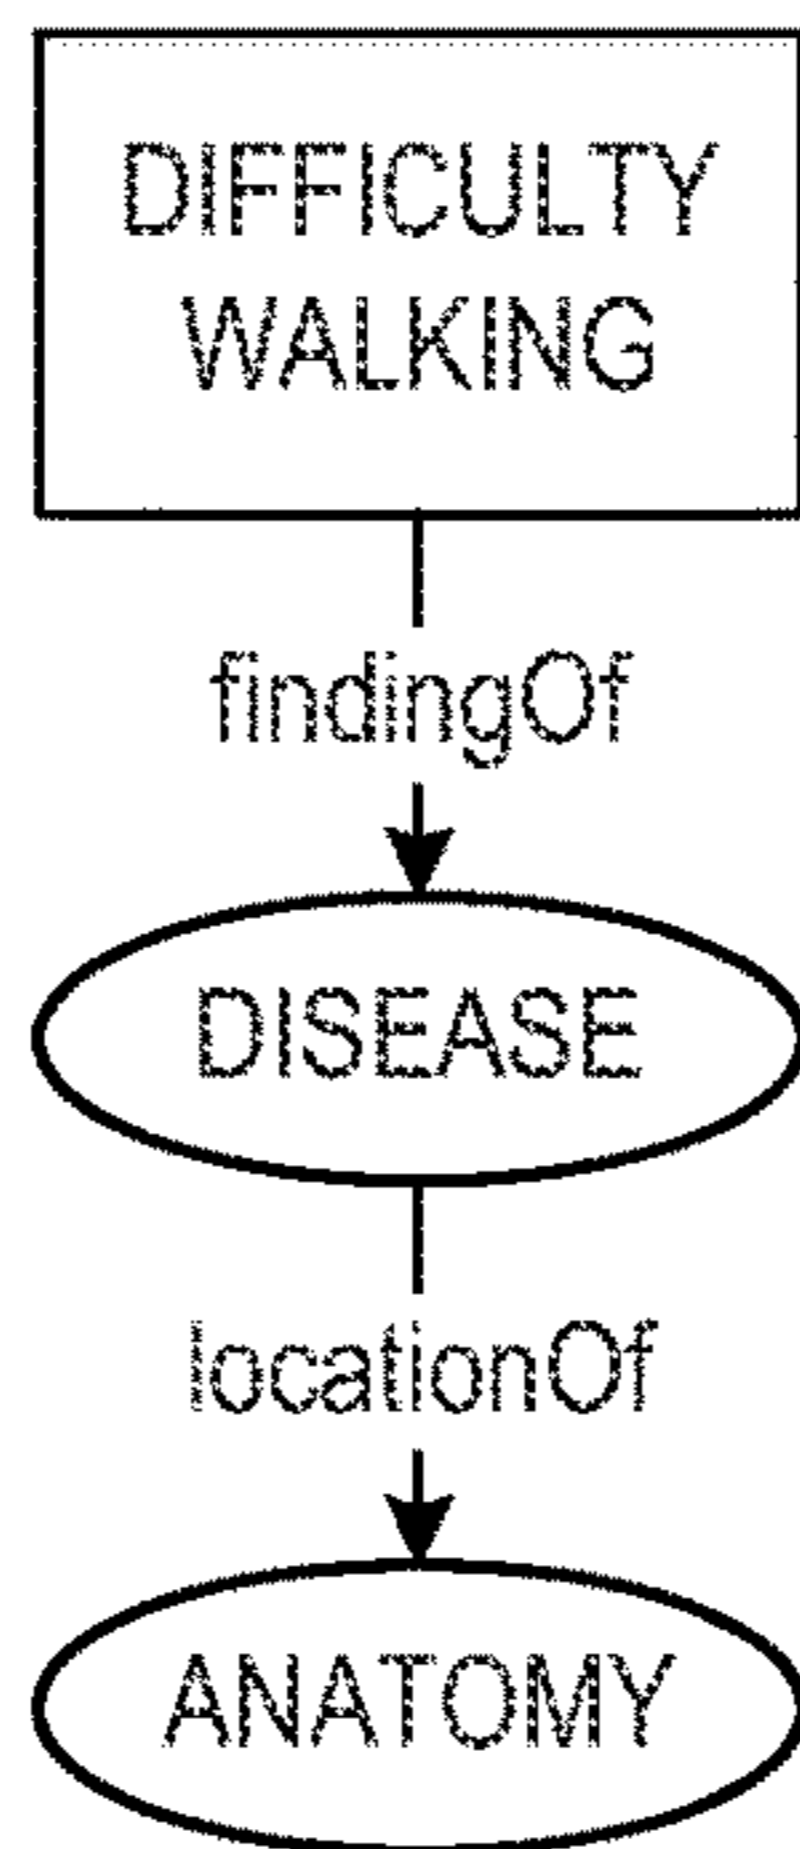 DIFFICULTY
WALKING
findingOf
DISEASE
locationOf
ANATOMY